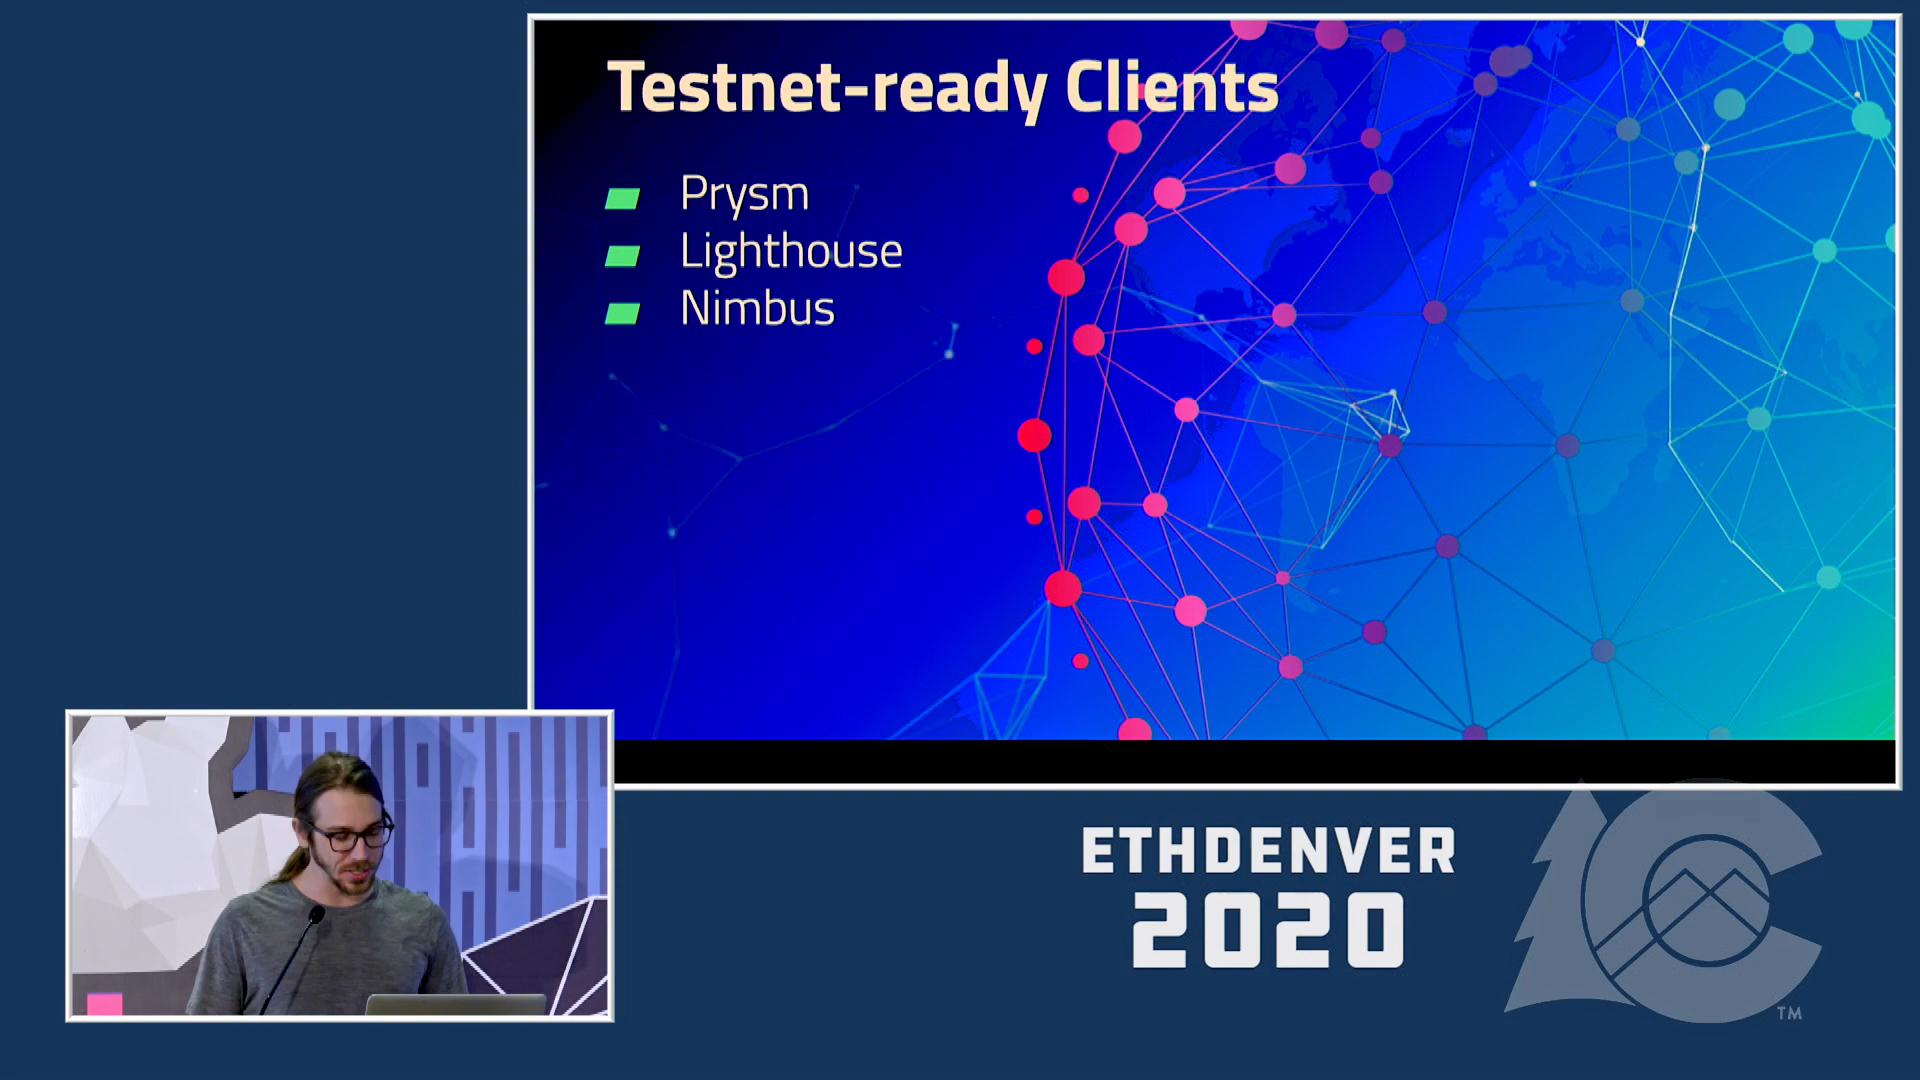 Testnet-ready Clients
Prysm
Lighthouse
Nimbus
ETHDENVER
2020
TM